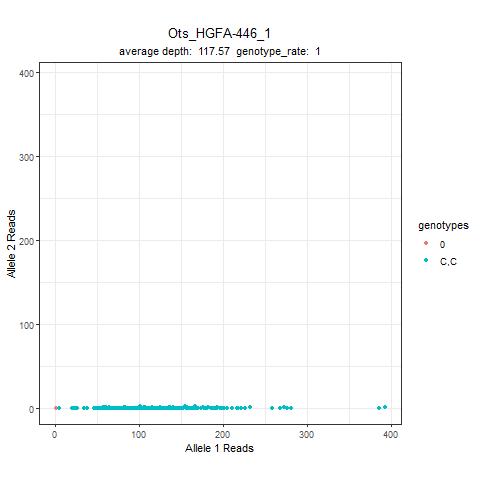 Ots_HGFA-446_1
average depth: 117.57 genotype_rate: 1
400
300
200
100
0
Allele 2 Reads
0 100 200 300 400
Allele 1 Reads
genotypes
0
C,C